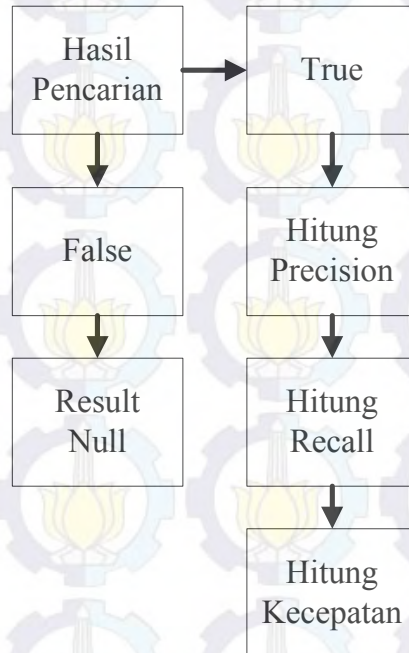 Hasil
Pencarian
True
False
Hitung
Precision
Result
Null
Hitung
Recall
Hitung
Kecepatan